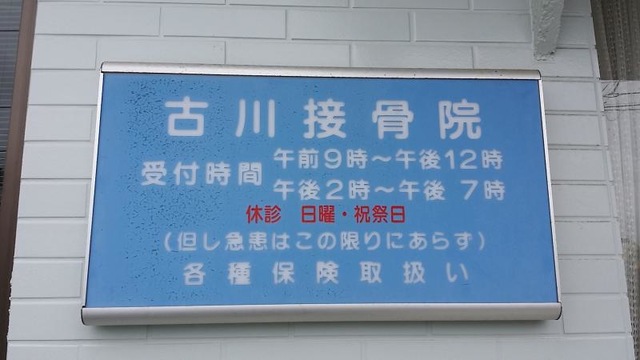 古川接骨院
受付時間 午前9時〜午後12時
午後2時〜午後 7時
休診 日曜・祝祭日
（但し急患はこの限りにあらず）
各種保険取扱い